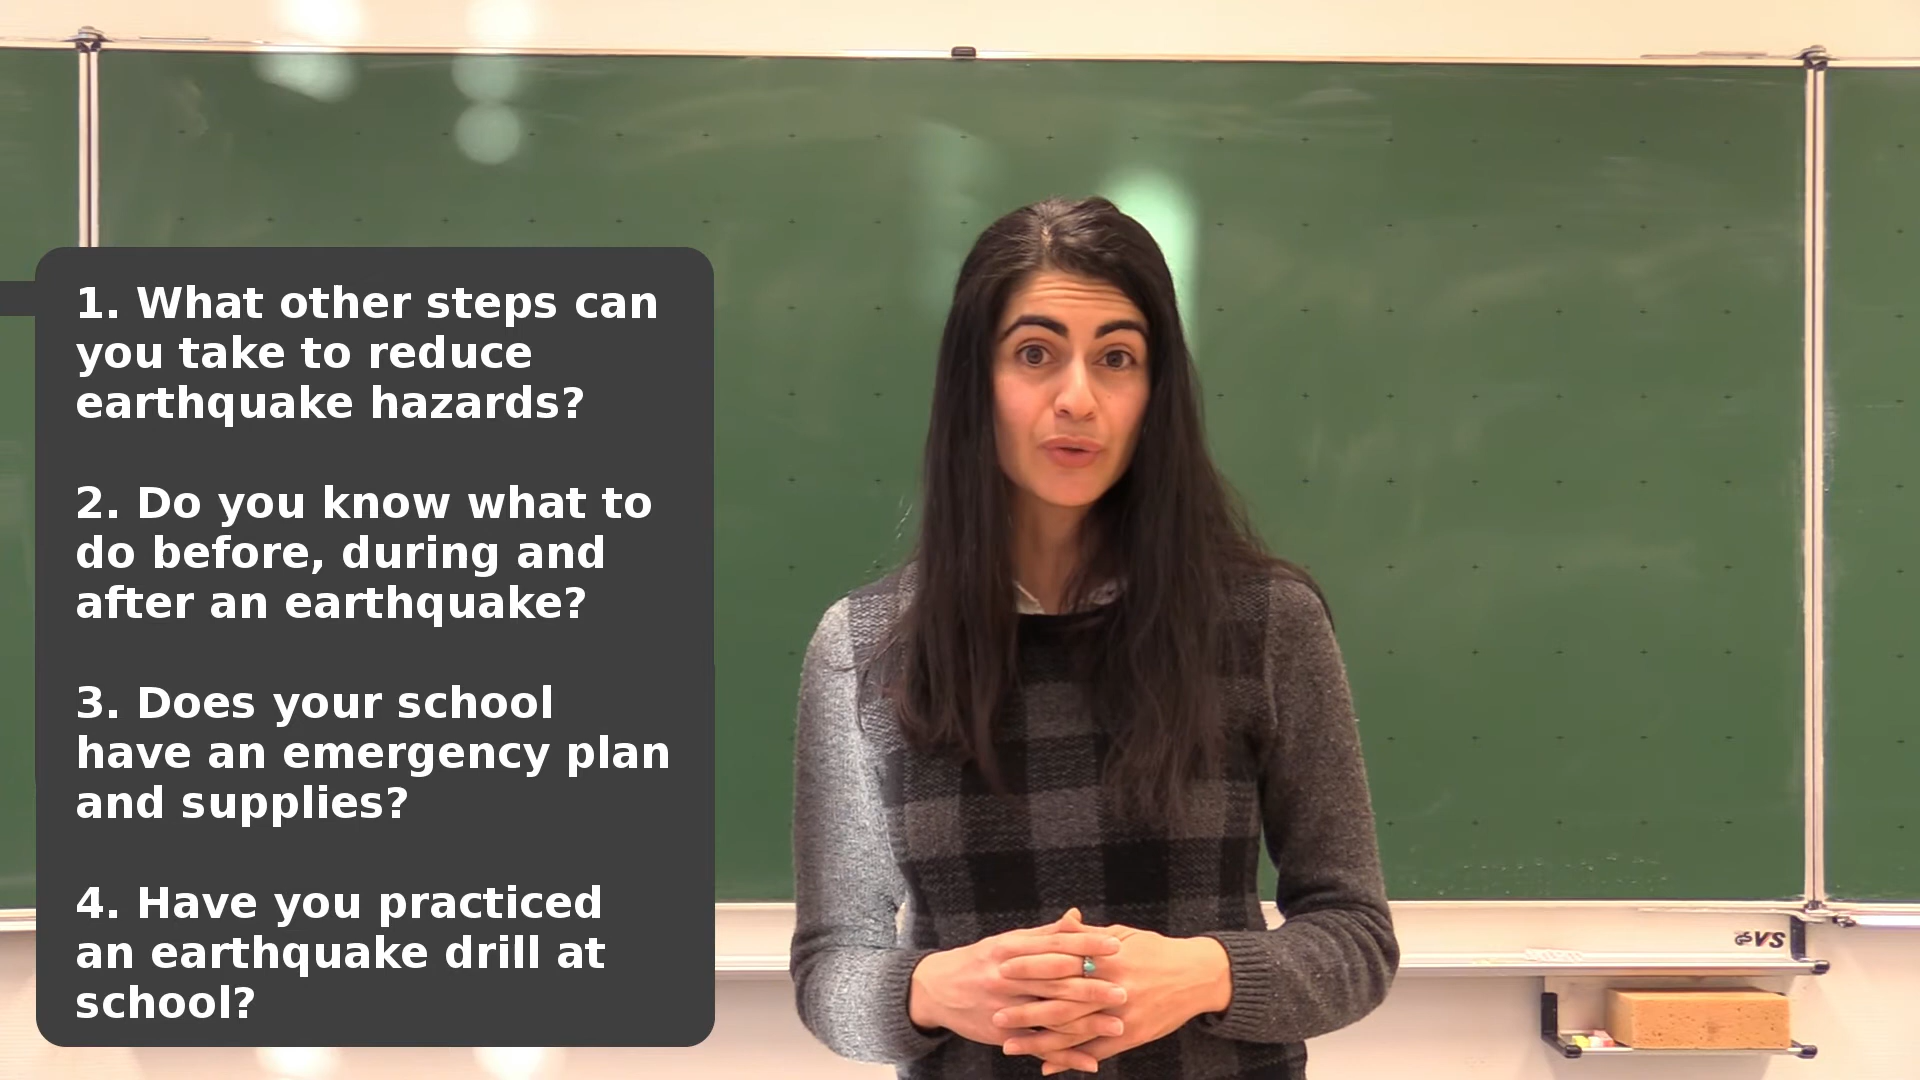 1. What other steps can
you take to reduce
earthquake hazards?
2. Do you know what to
do before, during and
after an earthquake?
3. Does your school
have an emergency plan
and supplies?
4. Have you practiced
an earthquake drill at
school?
GS VS